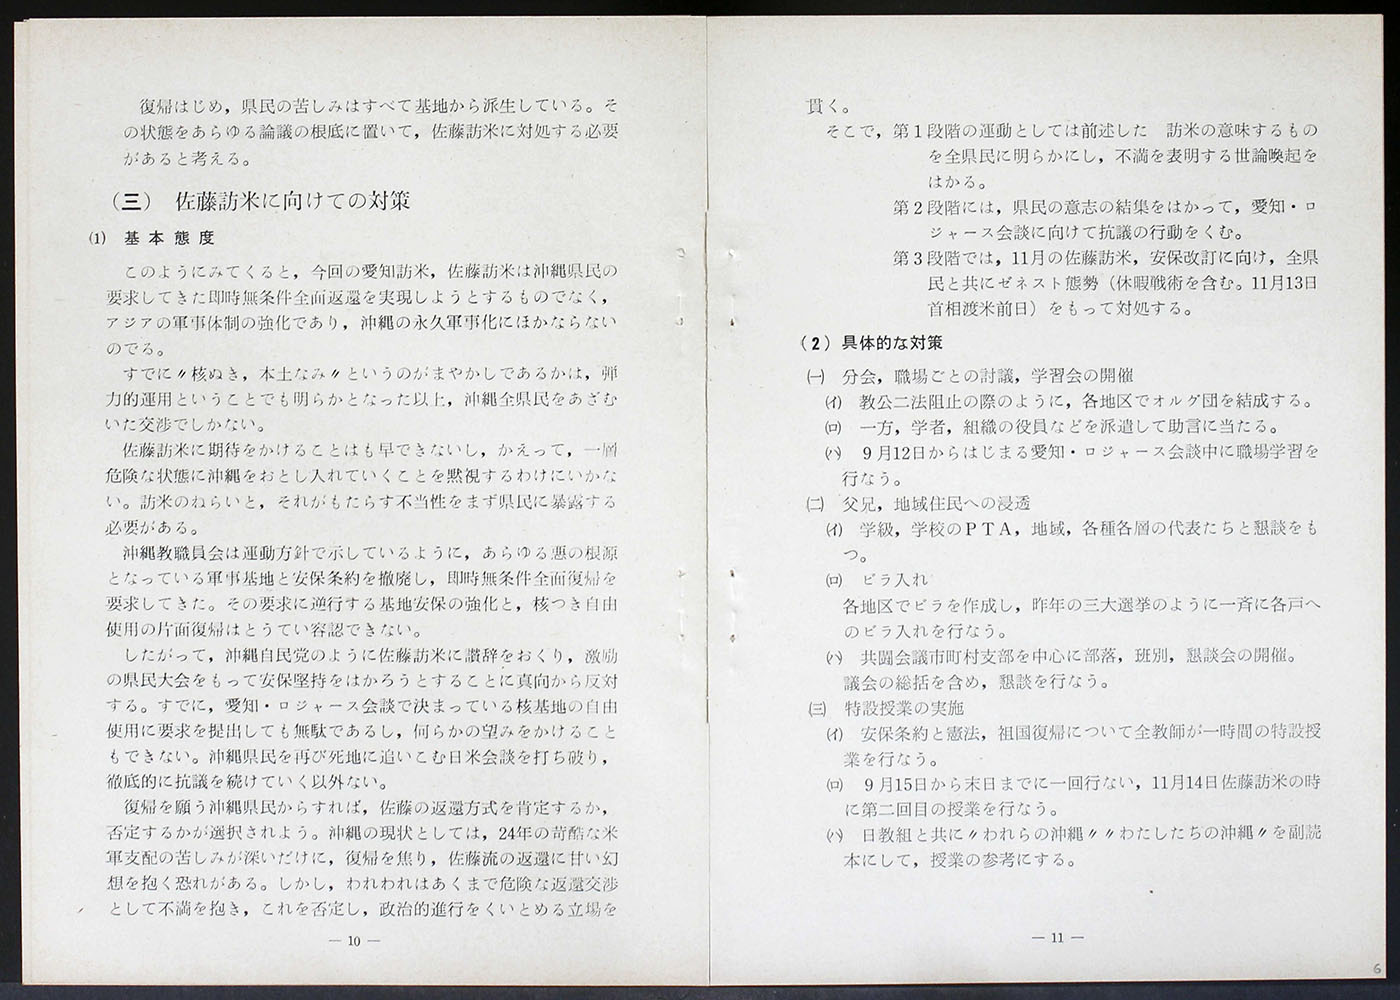 復帰はじめ，県民の苦しみはすべて基地から派生している。そ
の状態をあらゆる論議の根底に置いて，佐藤訪米に対処する必要
があると考える。
（三） 佐藤訪米に向けての対策
⑴ 基本態度
このようにみてくると，今回の愛知訪米，佐藤訪米は沖縄県民の
要求してきた即時無条件全面返還を実現しようとするものでなく，
アジアの軍事体制の強化であり，沖縄の永久軍事化にほかならない
のでる。
すでに〃核ぬき，本土なみ〃というのがまやかしであるかは，弾
力的運用ということでも明らかとなった以上，沖縄全県民をあざむ
いた交渉でしかない。
佐藤訪米に期待をかけることはも早できないし，かえって，一層
危険な状態に沖縄をおとし入れていくことを黙視するわけにいかな
い。訪米のねらいと，それがもたらす不当性をまず県民に暴露する
必要がある。
沖縄教職員会は運動方針で示しているように，あらゆる悪の根源
となっている軍事基地と安保条約を撤廃し，即時無条件全面復帰を
要求してきた。その要求に逆行する基地安保の強化と，核つき自由
使用の片面復帰はとうてい容認できない。
したがって，沖縄自民党のように佐藤訪米に讃辞をおくり，激励
の県民大会をもって安保堅持をはかろうとすることに真向から反対
する。すでに，愛知・ロジャース会談で決まっている核基地の自由
使用に要求を提出しても無駄であるし，何らかの望みをかけること
もできない。沖縄県民を再び死地に追いこむ日米会談を打ち破り，
徹底的に抗議を続けていく以外ない。
復帰を願う沖縄県民からすれば，佐藤の返還方式を肯定するか，
否定するかが選択されよう。沖縄の現状としては，24年の苛酷な米
軍支配の苦しみが深いだけに，復帰を焦り，佐藤流の返還に甘い幻
想を抱く恐れがある。しかし，われわれはあくまで危険な返還交渉
として不満を抱き，これを否定し，政治的進行をくいとめる立場を
― 10 ―
貫く。
そこで，第１段階の運動としては前述した 訪米の意味するもの
を全県民に明らかにし，不満を表明する世論喚起を
はかる。
第２段階には，県民の意志の結集をはかって，愛知・ロ
ジャース会談に向けて抗議の行動をくむ。
第３段階では，11月の佐藤訪米，安保改訂に向け，全県
民と共にゼネスト態勢（休暇戦術を含む。11月13日
首相渡米前日）をもって対処する。
（２）具体的な対策
㈠ 分会，職場ごとの討議，学習会の開催
(ｲ) 教公二法阻止の際のように，各地区でオルグ団を結成する。
(ﾛ) 一方，学者，組織の役員などを派遣して助言に当たる。
(ﾊ) ９月12日からはじまる愛知・ロジャース会談中に職場学習を
行なう。
㈡ 父兄，地域住民への浸透
(ｲ) 学級，学校のＰＴＡ，地域，各種各層の代表たちと懇談をも
つ。
(ﾛ) ビラ入れ
各地区でビラを作成し，昨年の三大選挙のように一斉に各戸へ
のビラ入れを行なう。
(ﾊ) 共闘会議市町村支部を中心に部落，班別，懇談会の開催。
議会の総括を含め，懇談を行なう。
㈢ 特設授業の実施
(ｲ) 安保条約と憲法，祖国復帰について全教師が一時間の特設授
業を行なう。
(ﾛ) ９月15日から末日までに一回行ない，11月14日佐藤訪米の時
に第二回目の授業を行なう。
(ﾊ) 日教組と共に〃われらの沖縄〃〃わたしたちの沖縄〃を副読
本にして，授業の参考にする。
― 11 ―
6